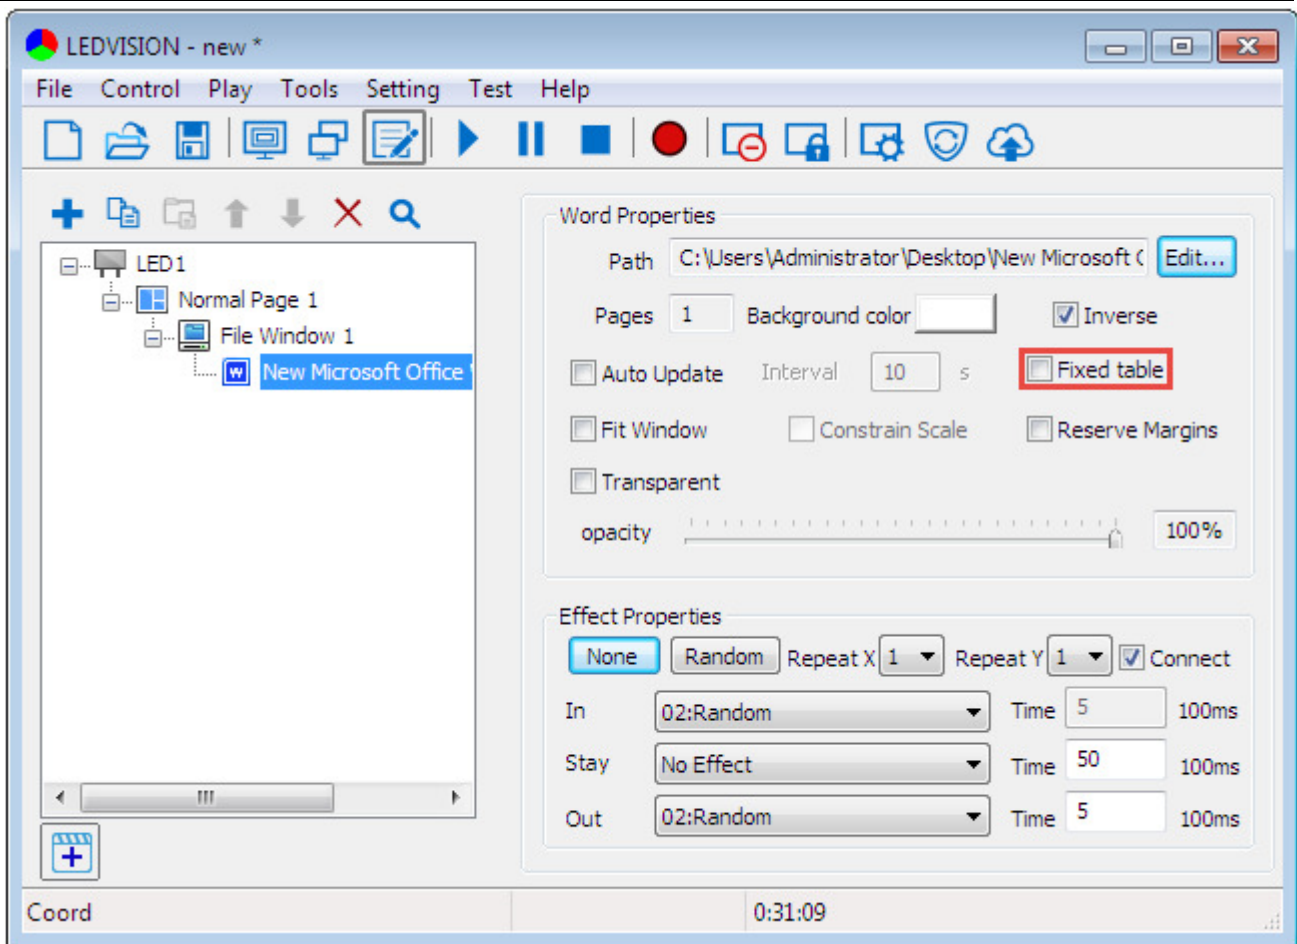 LEDVISION - new *
File Control Play Tools Setting Test Help
LED1
Normal Page 1
File Window 1
New Microsoft Office
Word Properties
Path C:\Users\Administrator\Desktop\New Microsoft Edit...
Pages 1 Background color Inverse
Auto Update Interval 10 s Fixed table
Fit Window Constrain Scale Reserve Margins
Transparent
opacity 100%
Effect Properties
None Random Repeat X 1 Repeat Y 1 Connect
In 02:Random Time 5 100ms
Stay No Effect Time 50 100ms
Out 02:Random Time 5 100ms
Coord 0:31:09